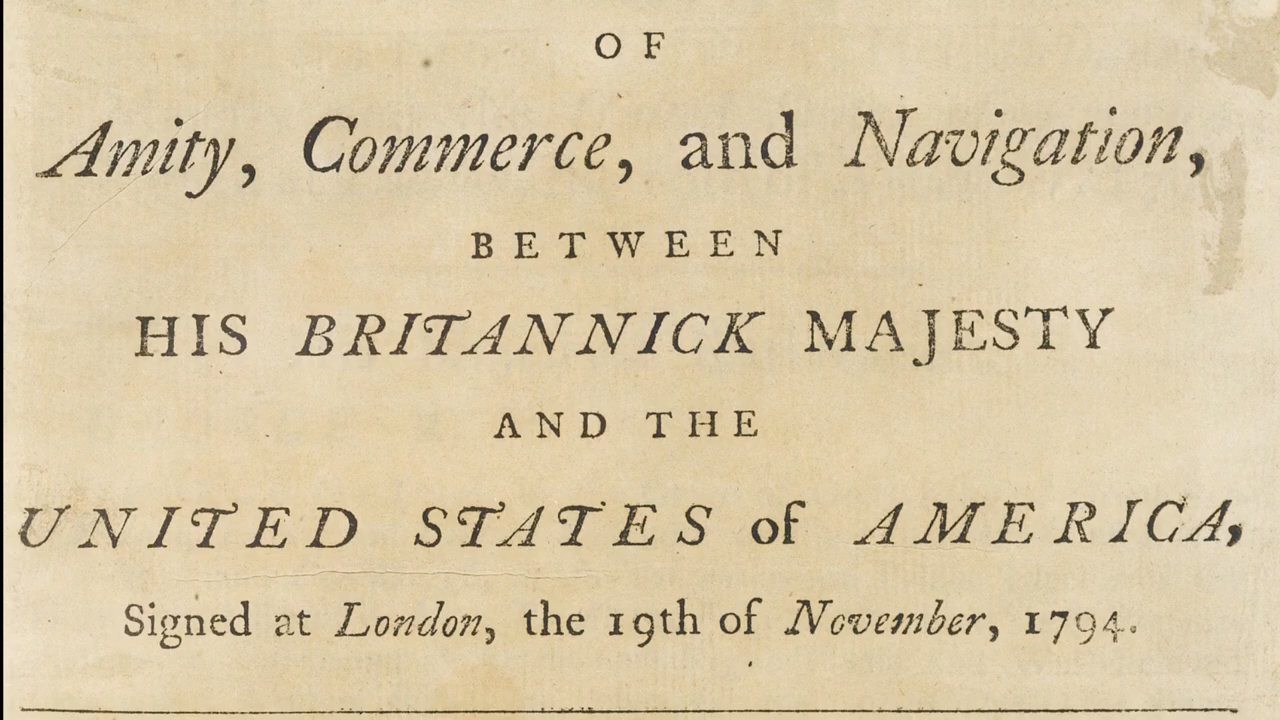 OF
Amity, Commerce, and Navigation,
BETWEEN
HIS BRITANNICK MAJESTY
AND THE
UNITED STATES of AMERICA,
Signed at London, the 19th of November, 1794.